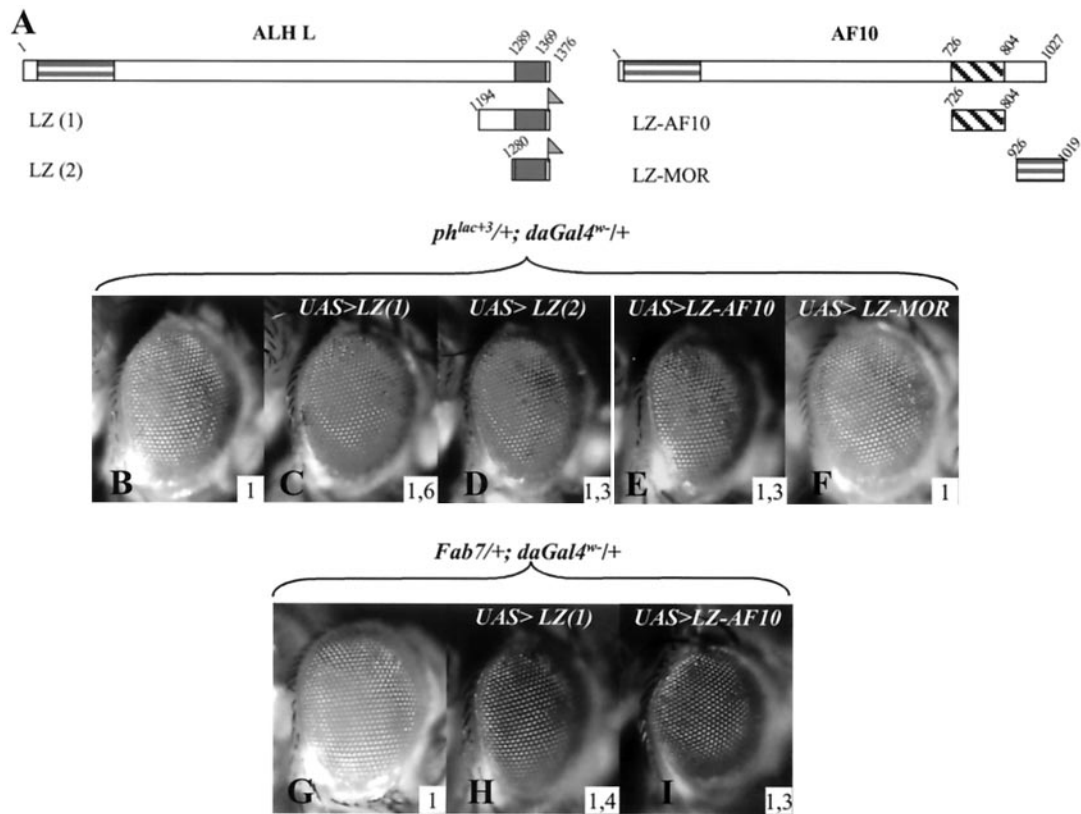 A
ALH L
AF10
1
1289
1369
1376
1
726
804
1027
LZ (1)
1194
LZ-AF10
726
804
LZ (2)
1280
LZ-MOR
926
1019
ph^lac+3/+; daGal4^w-/+
UAS>LZ(1)
UAS> LZ(2)
UAS>LZ-AF10
UAS> LZ-MOR
B
1
C
1,6
D
1,3
E
1,3
F
1
Fab7/+; daGal4^w-/+
UAS> LZ(1)
UAS>LZ-AF10
G
1
H
1,4
I
1,3